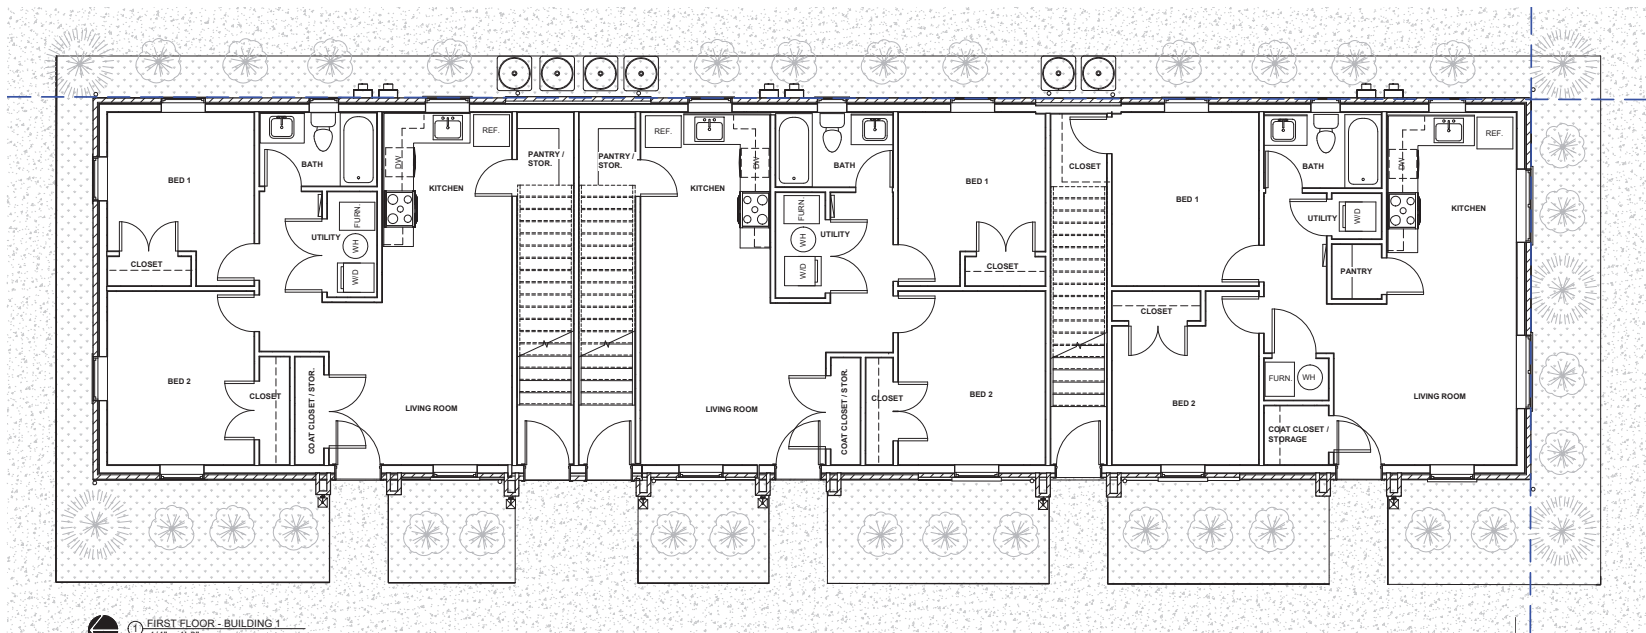 REF.
REF.
REF.
DW
DW
DW
PANTRY /
STOR.
PANTRY /
STOR.
BATH
BATH
BATH
CLOSET
BED 1
BED 1
BED 1
KITCHEN
KITCHEN
KITCHEN
FURN.
FURN.
UTILITY
UTILITY
UTILITY
WH
WH
W/D
W/D
W/D
CLOSET
CLOSET
PANTRY
CLOSET
BED 2
BED 2
BED 2
CLOSET
CLOSET
COAT CLOSET / STOR.
COAT CLOSET / STOR.
FURN.
WH
LIVING ROOM
LIVING ROOM
LIVING ROOM
COAT CLOSET /
STORAGE
1
FIRST FLOOR - BUILDING 1